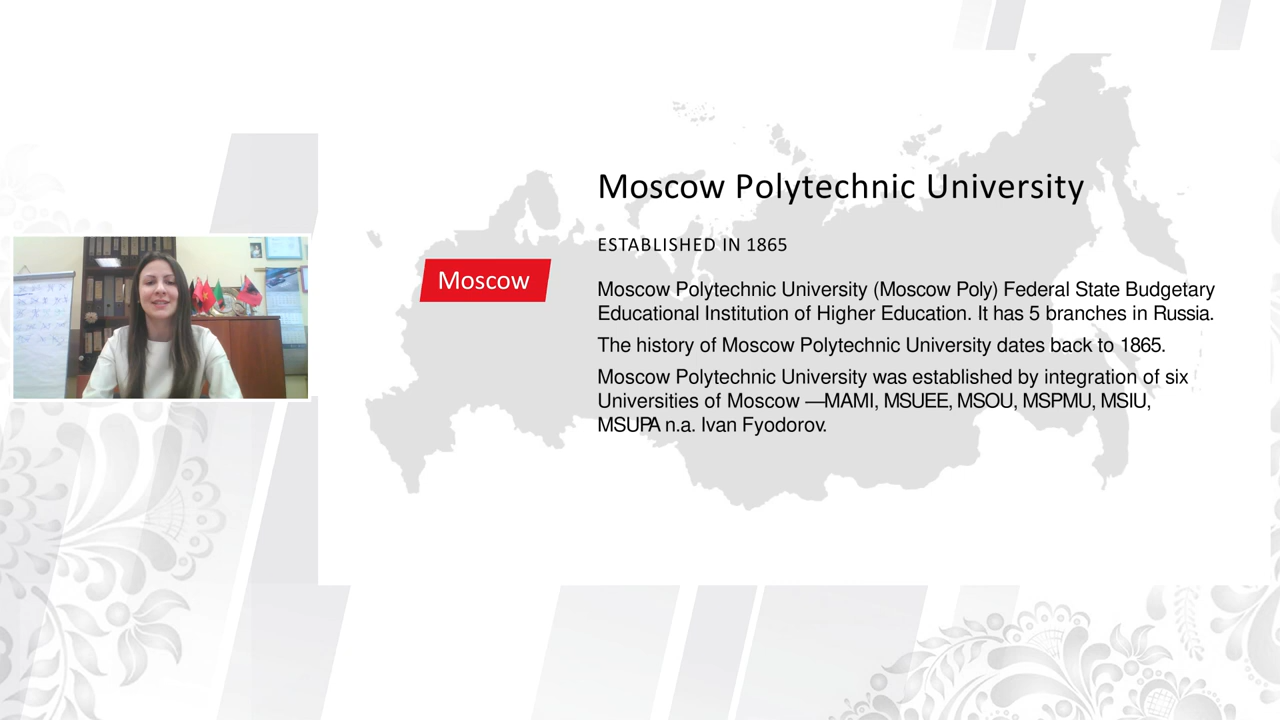 Moscow Polytechnic University
ESTABLISHED IN 1865
Moscow
Moscow Polytechnic University (Moscow Poly) Federal State Budgetary
Educational Institution of Higher Education. It has 5 branches in Russia.
The history of Moscow Polytechnic University dates back to 1865.
Moscow Polytechnic University was established by integration of six
Universities of Moscow —MAMI, MSUEE, MSOU, MSPMU, MSIU,
MSUPA n.a. Ivan Fyodorov.